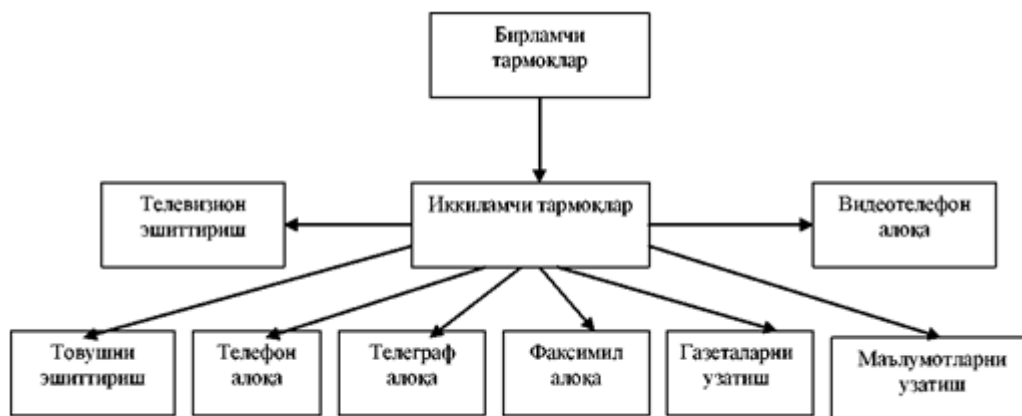 Бирламчи
тармоқлар
Телевизион
эшиттириш
Иккиламчи тармоқлар
Видеотелефон
алоқа
Товушни
эшиттириш
Телефон
алоқа
Телеграф
алоқа
Факсимил
алоқа
Газеталарни
узатиш
Маълумотларни
узатиш